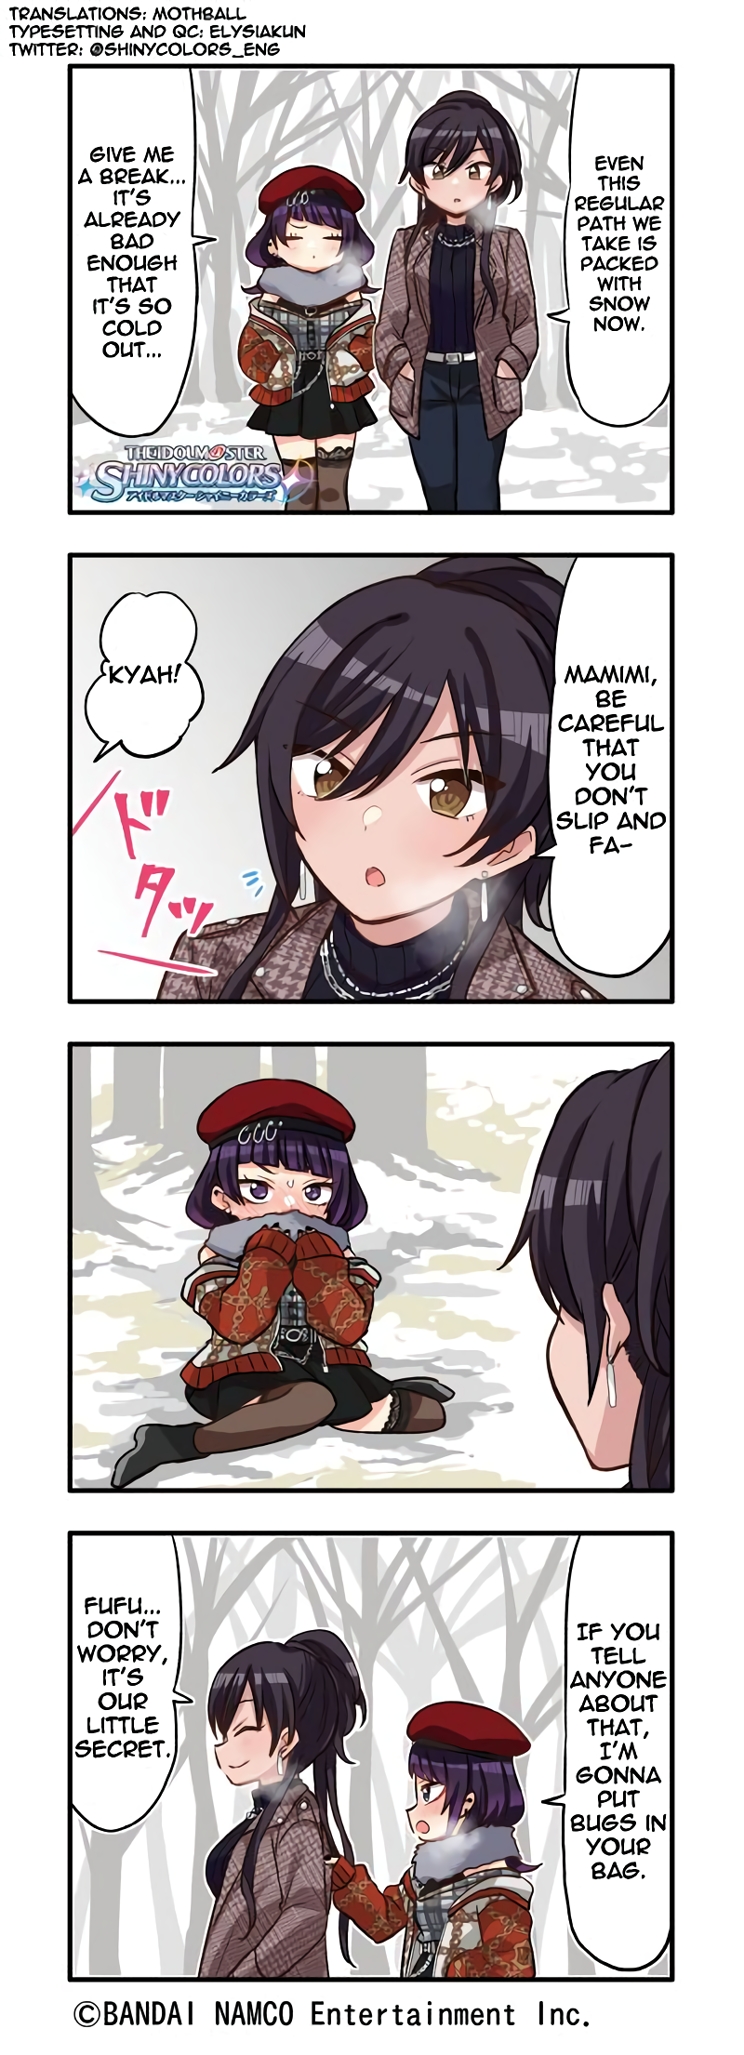 TRANSLATIONS: MOTHBALL
TYPESETTING AND QC: ELYSIAKUN
TWITTER: @SHINYCOLORS_ENG
EVEN
THIS
REGULAR
PATH WE
TAKE IS
PACKED
WITH
SNOW
NOW.
GIVE ME
A BREAK...
IT'S
ALREADY
BAD
ENOUGH
THAT
IT'S SO
COLD
OUT...
THE IDOLM@STER
SHINYCOLORS
アイドルマスター シャイニーカラーズ
MAMIMI,
BE
CAREFUL
THAT
YOU
DON'T
SLIP AND
FA-
KYAH!
ドタッ
IF YOU
TELL
ANYONE
ABOUT
THAT,
I'M
GONNA
PUT
BUGS IN
YOUR
BAG.
FUFU...
DON'T
WORRY,
IT'S
OUR
LITTLE
SECRET.
©BANDAI NAMCO Entertainment Inc.